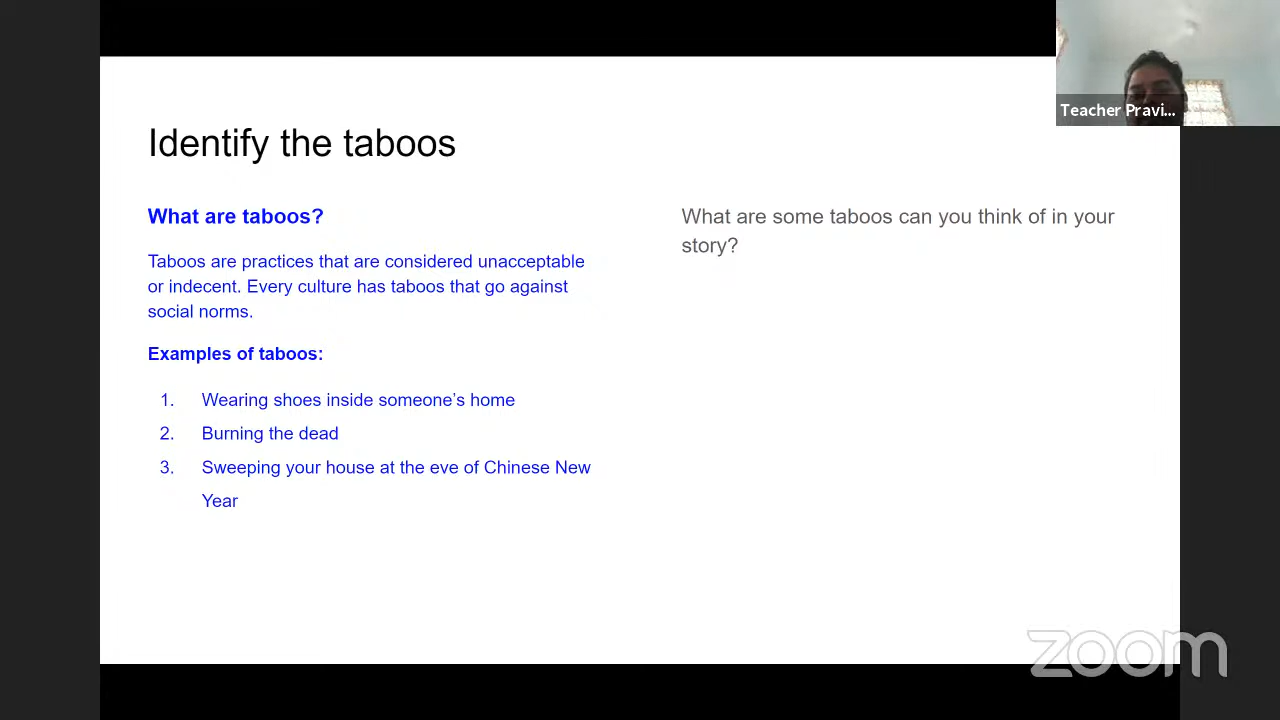 Identify the taboos
What are taboos?
Taboos are practices that are considered unacceptable
or indecent. Every culture has taboos that go against
social norms.
Examples of taboos:
1. Wearing shoes inside someone’s home
2. Burning the dead
3. Sweeping your house at the eve of Chinese New
Year
What are some taboos can you think of in your
story?
Teacher Pravi...
zoom